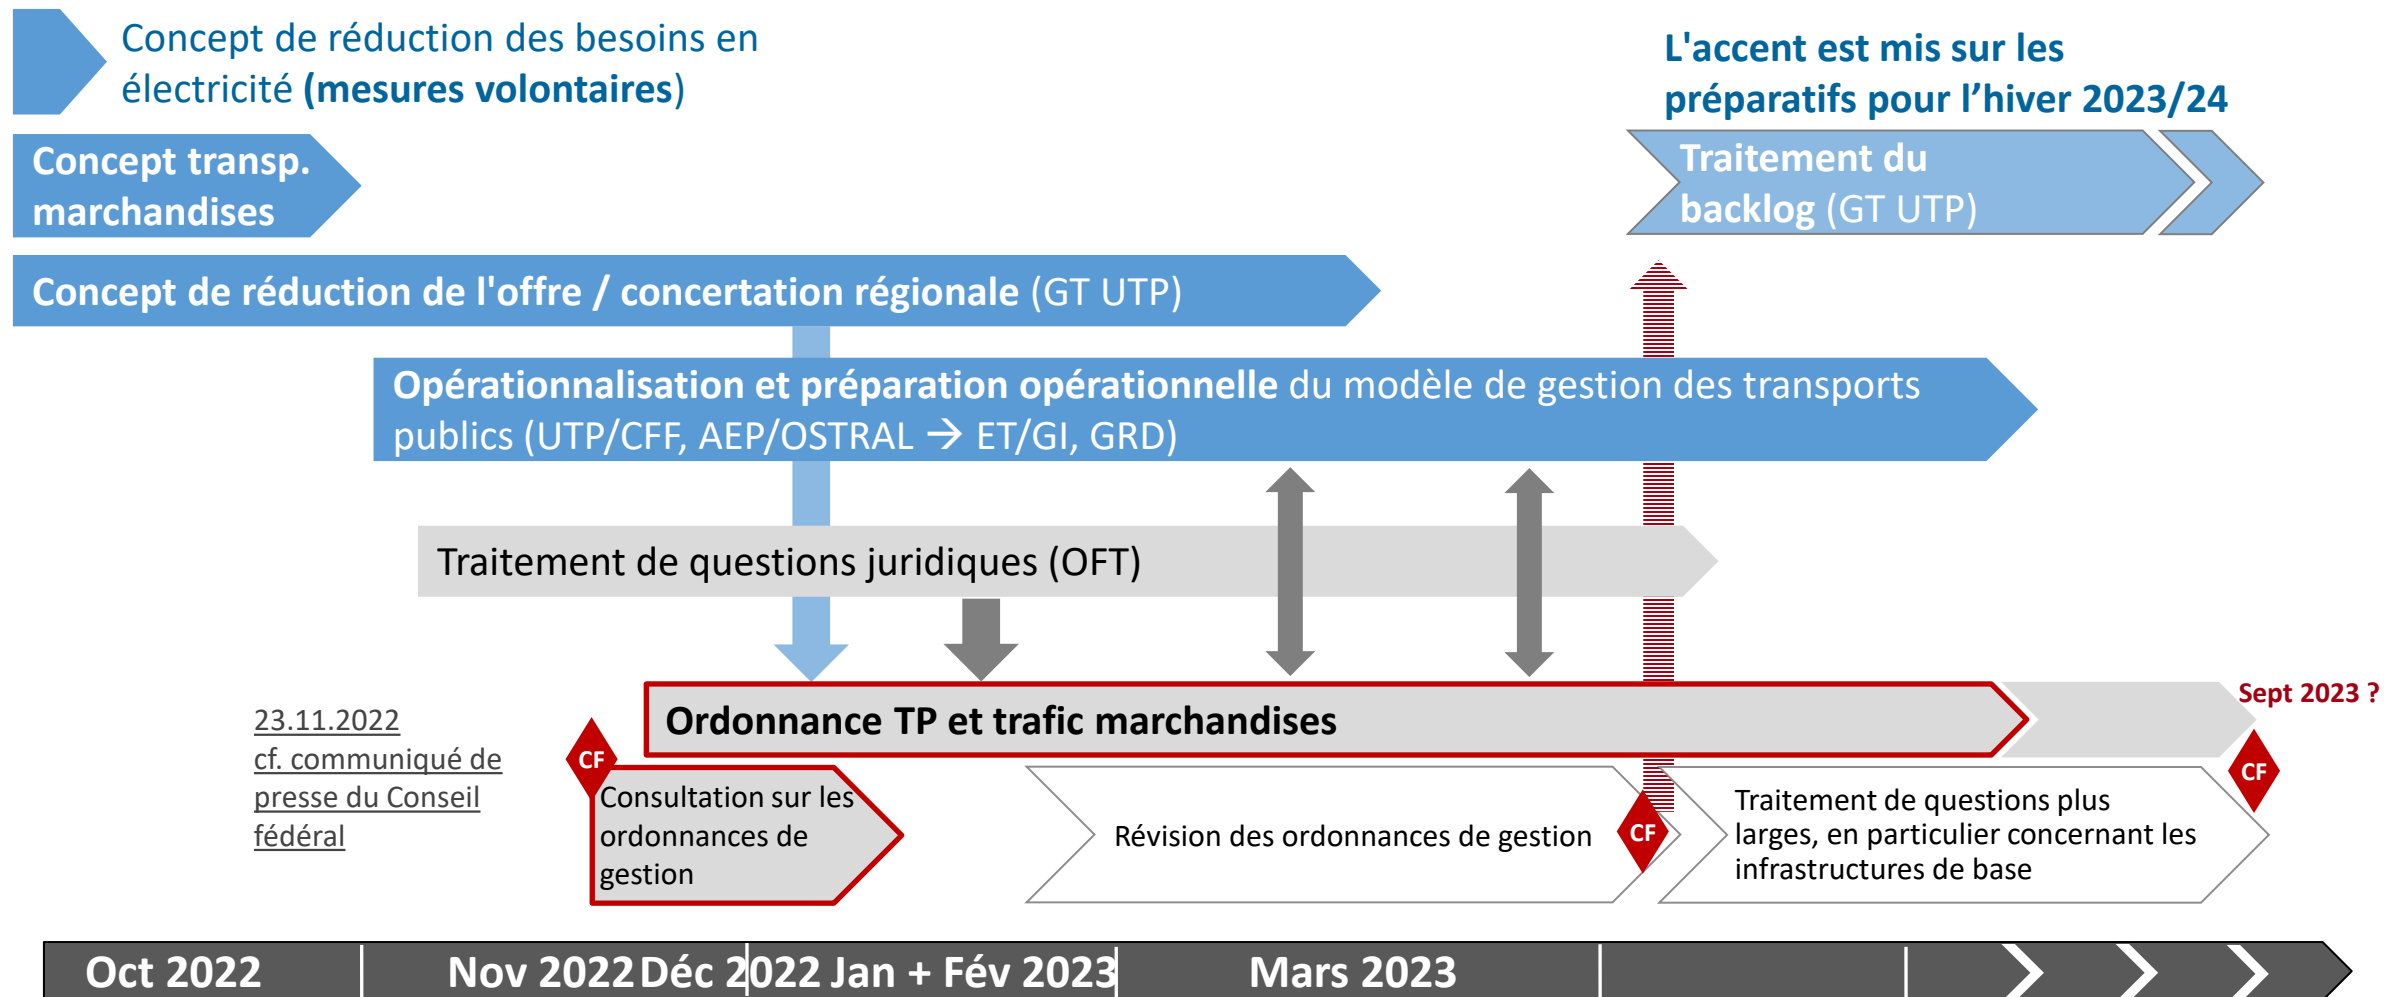 Concept de réduction des besoins en
électricité (mesures volontaires)
L'accent est mis sur les
préparatifs pour l’hiver 2023/24
Concept transp.
marchandises
Traitement du
backlog (GT UTP)
Concept de réduction de l'offre / concertation régionale (GT UTP)
Opérationnalisation et préparation opérationnelle du modèle de gestion des transports
publics (UTP/CFF, AEP/OSTRAL → ET/GI, GRD)
Traitement de questions juridiques (OFT)
Ordonnance TP et trafic marchandises
Sept 2023 ?
23.11.2022
cf. communiqué de
presse du Conseil
fédéral
CF
Consultation sur les
ordonnances de
gestion
Révision des ordonnances de gestion
CF
Traitement de questions plus
larges, en particulier concernant les
infrastructures de base
CF
Oct 2022 Nov 2022 Déc 2022 Jan + Fév 2023 Mars 2023